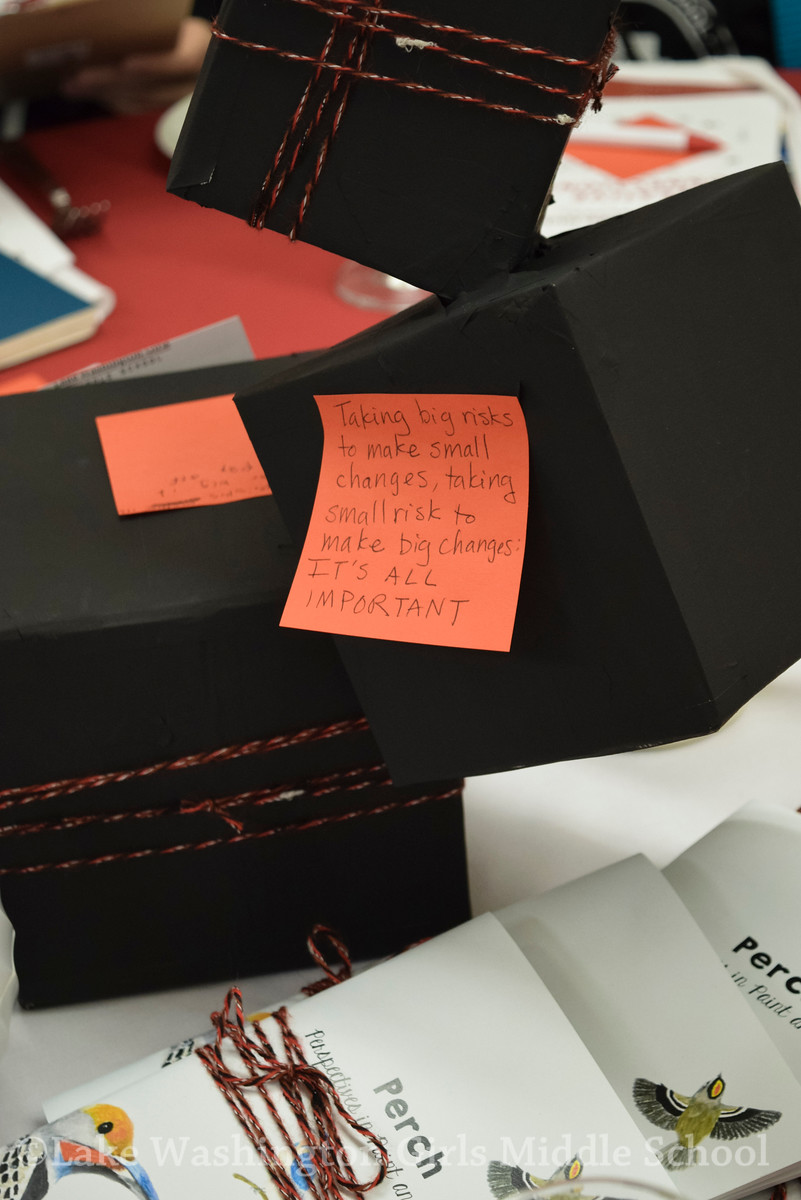 Taking big risks
to make small
changes, taking
small risk to
make big changes:
IT'S ALL
IMPORTANT
Perch
in Paint
Perch
Perspectives in
©Lake Washington Girls Middle School